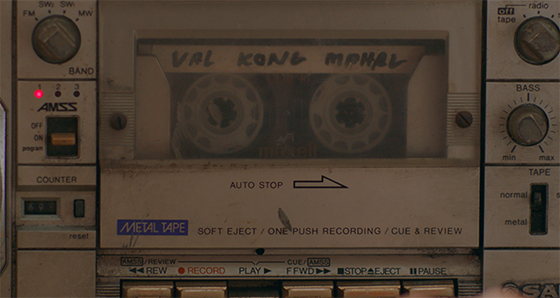 SW₂ SW₁
FM MW
BAND
1 2 3
AMSS
OFF
ON
program
COUNTER
reset
VAL KONG
maxell
AUTO STOP
METAL TAPE
SOFT EJECT / ONE PUSH RECORDING / CUE & REVIEW
AMSS/REVIEW CUE/AMSS
◀◀REW ●RECORD PLAY▶ FFWD▶▶ ■STOP▲EJECT ❚❚PAUSE
radio
off
tape
BASS
min max
TAPE
normal
metal